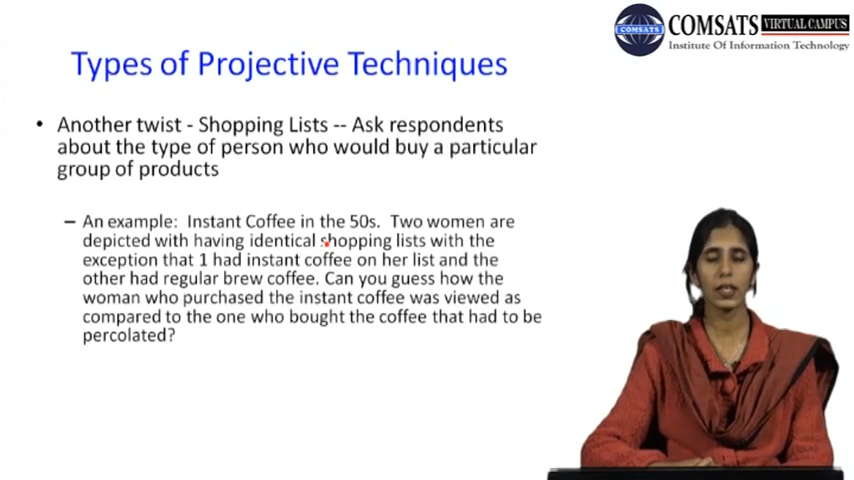 COMSATS VIRTUAL CAMPUS
Institute Of Information Technology
COMSATS
Types of Projective Techniques
• Another twist - Shopping Lists -- Ask respondents
about the type of person who would buy a particular
group of products
– An example: Instant Coffee in the 50s. Two women are
depicted with having identical shopping lists with the
exception that 1 had instant coffee on her list and the
other had regular brew coffee. Can you guess how the
woman who purchased the instant coffee was viewed as
compared to the one who bought the coffee that had to be
percolated?